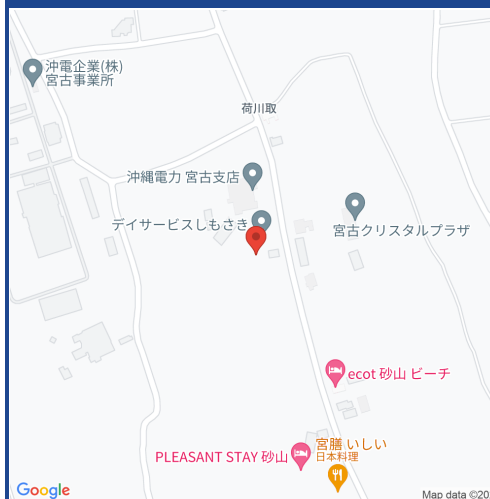 沖電企業(株)
宮古事業所
荷川取
沖縄電力 宮古支店
デイサービスしもさき
宮古クリスタルプラザ
ecot 砂山 ビーチ
宮膳 いしい
日本料理
PLEASANT STAY 砂山
Google
Map data ©20